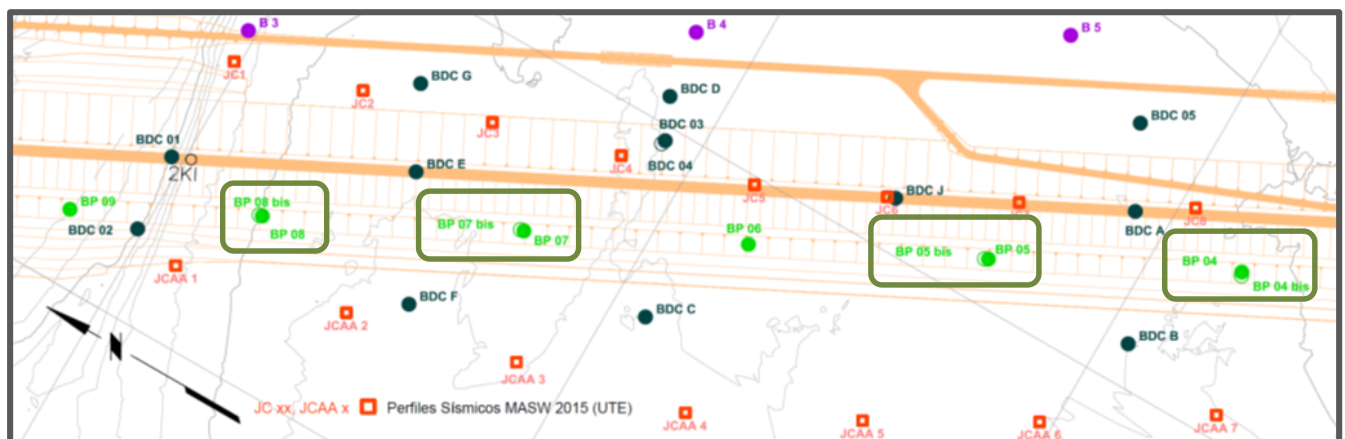 B 3
B 4
B 5
JC1
JC2
BDC G
BDC D
JC3
BDC 03
BDC 05
BDC 01
2KI
BDC E
JC4
BDC 04
JC5
BDC J
JC6
JC8
BP 09
BP 08 bis
BP 08
BDC 02
BP 07 bis
BP 07
BP 06
BP 05 bis
BP 05
BDC A
BP 04
BP 04 bis
JCAA 1
JCAA 2
BDC F
BDC C
BDC B
N
JCAA 3
JC xx, JCAA x Perfiles Sísmicos MASW 2015 (UTE)
JCAA 4
JCAA 5
JCAA 6
JCAA 7